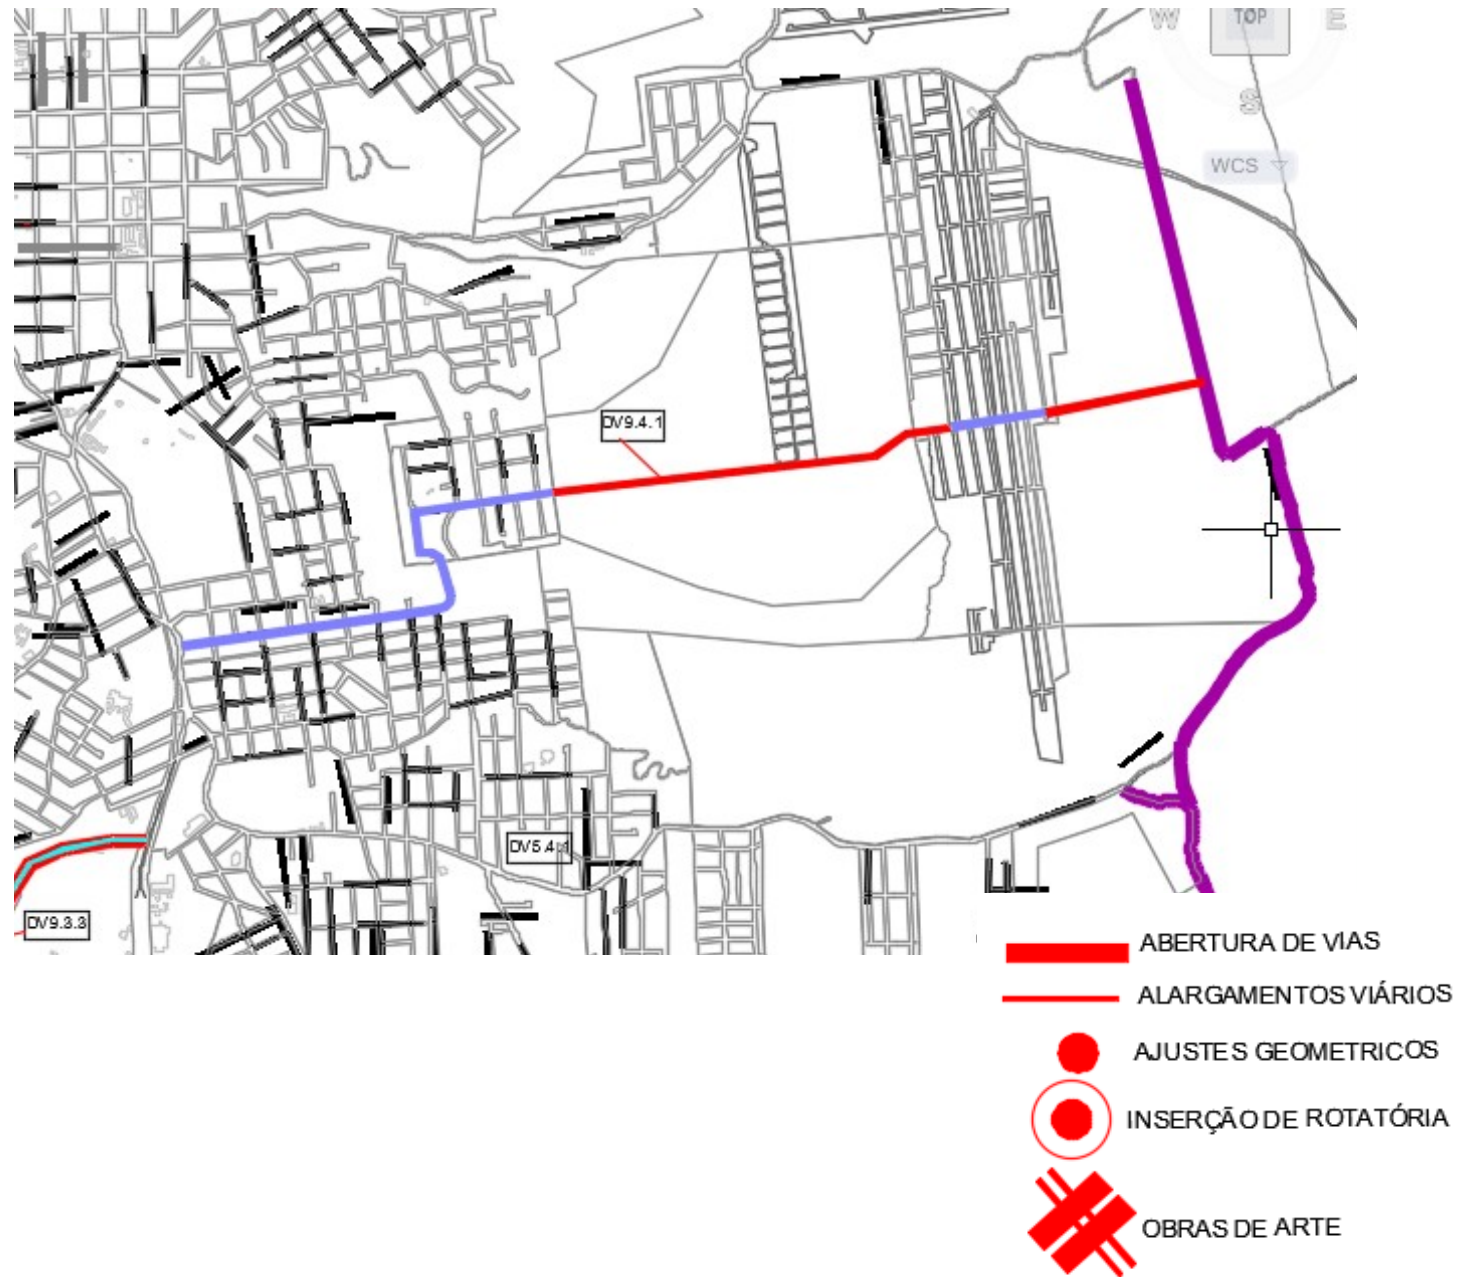 W
TOP
E
S
WCS
DV9.4.1
DV5.4.1
DV9.3.3
ABERTURA DE VIAS
ALARGAMENTOS VIÁRIOS
AJUSTES GEOMETRICOS
INSERÇÃO DE ROTATÓRIA
OBRAS DE ARTE